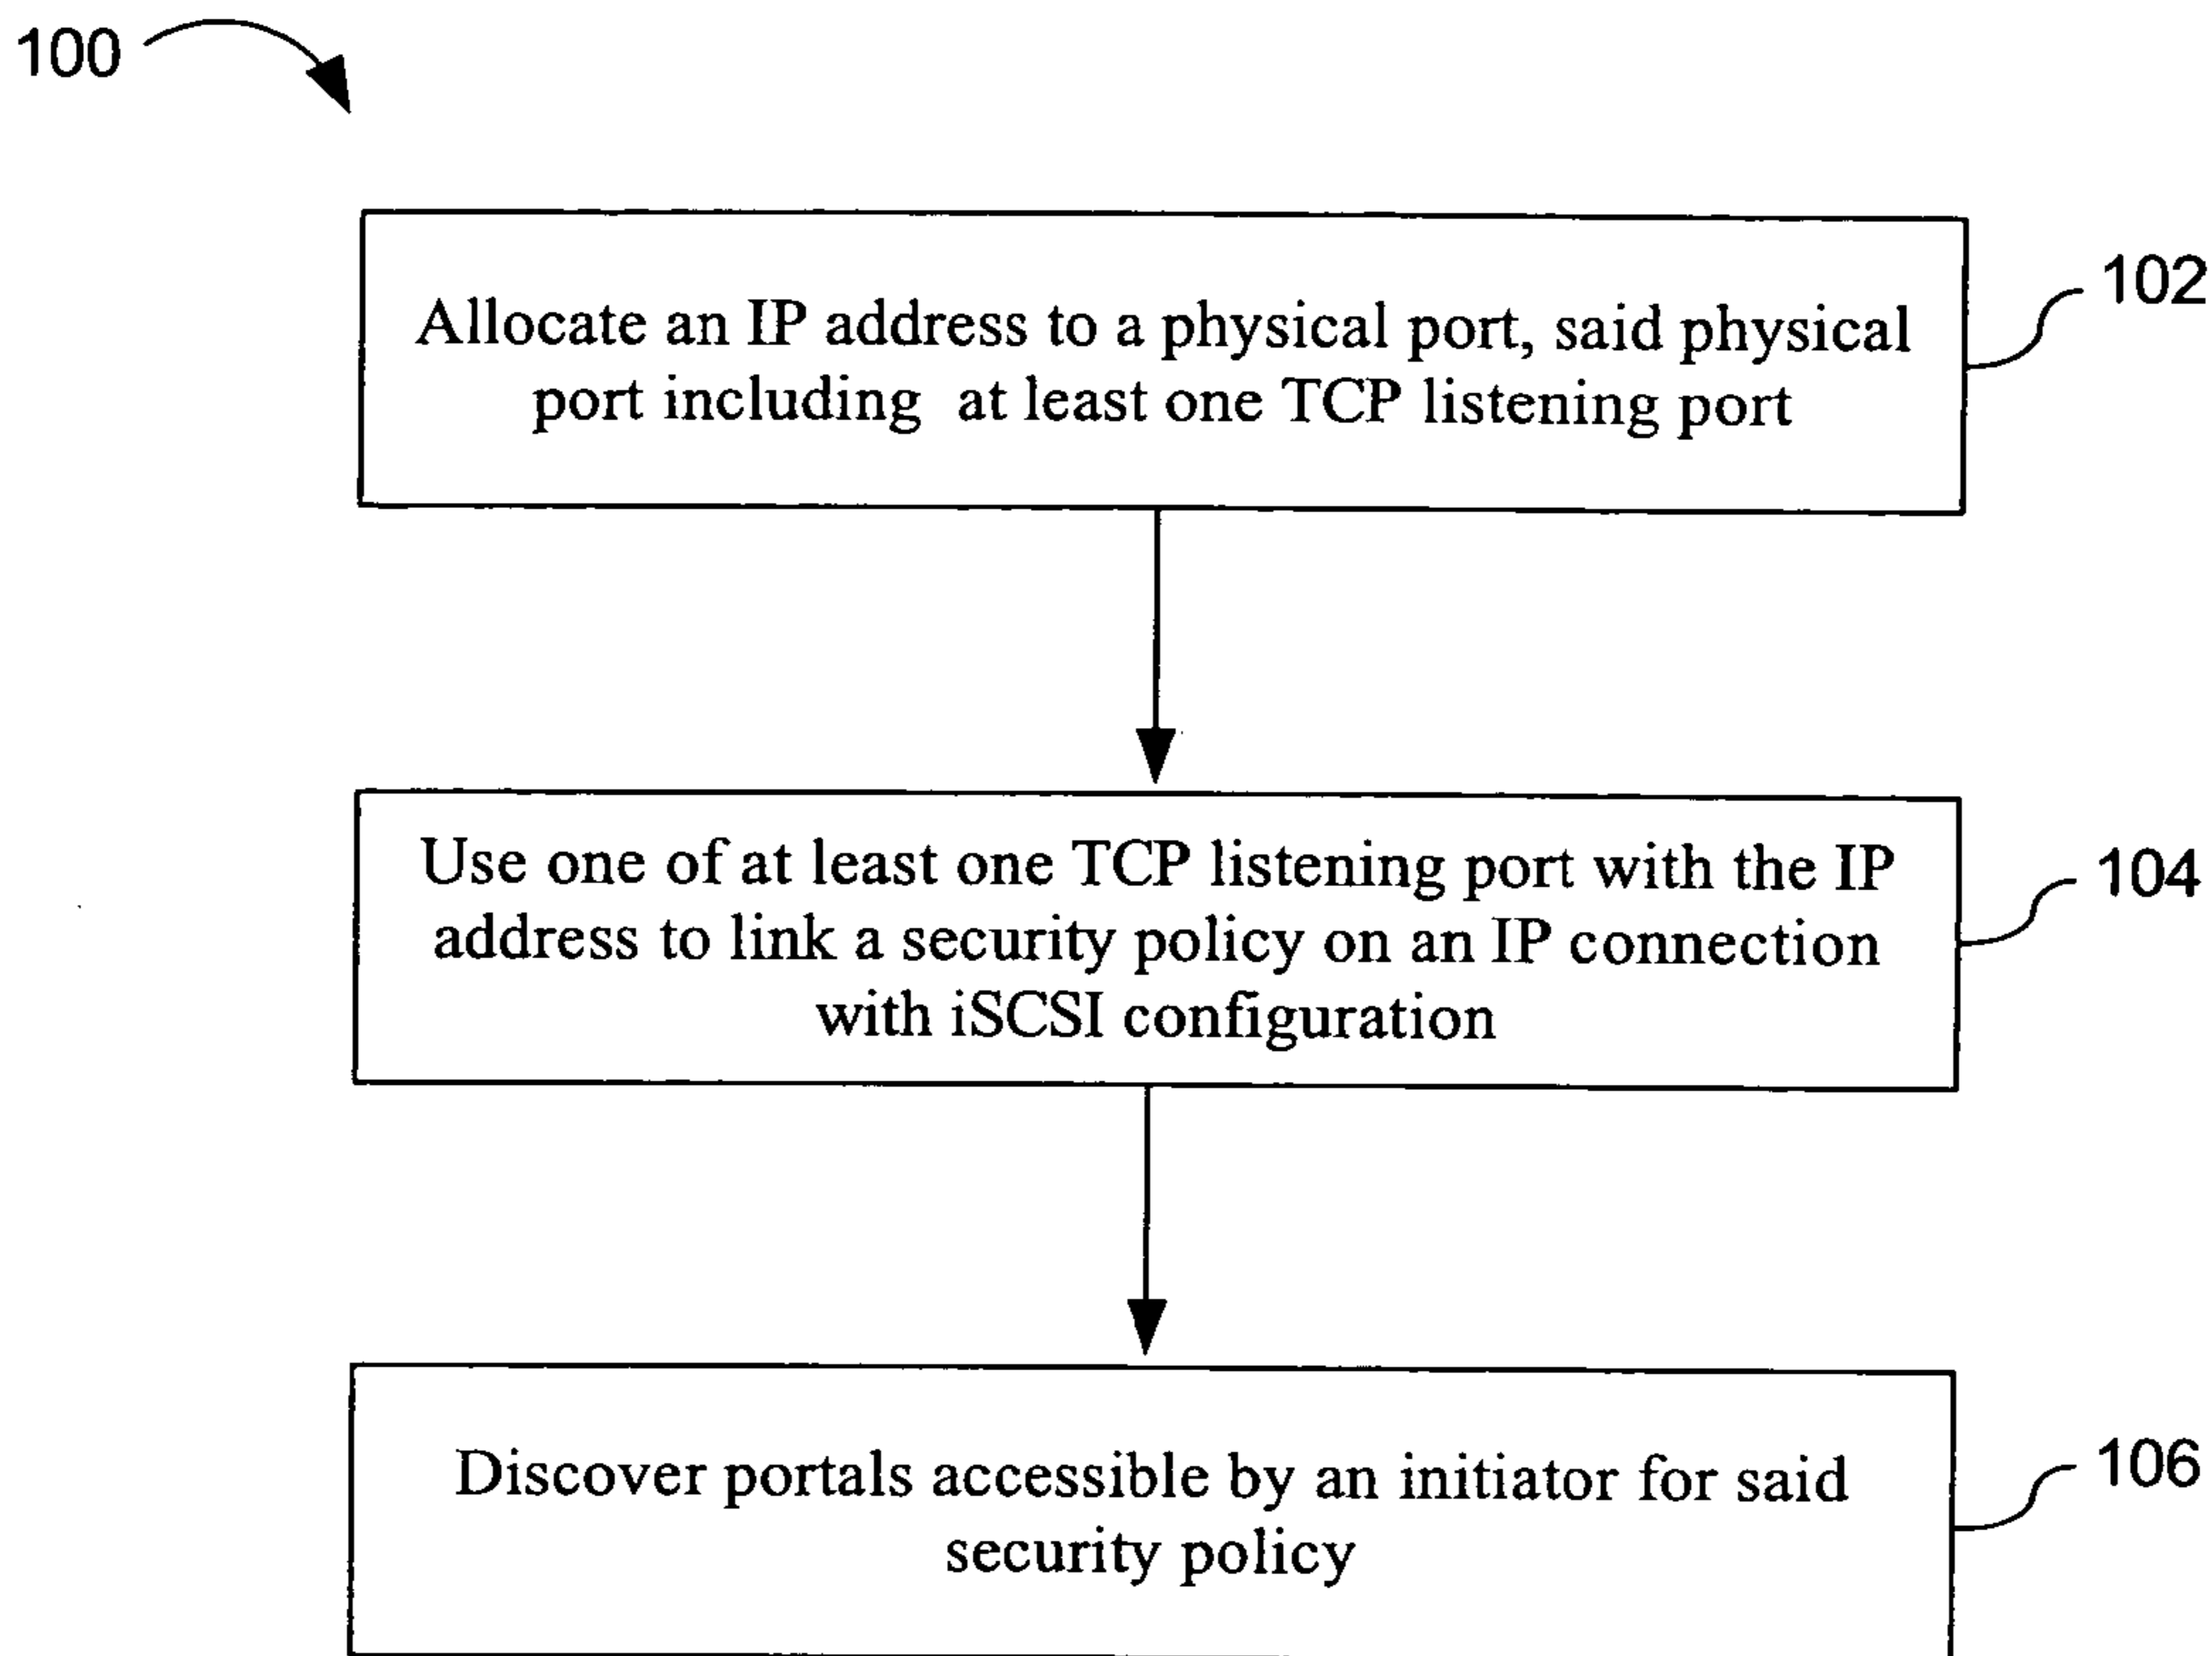 100
Allocate an IP address to a physical port, said physical
port including at least one TCP listening port
102
Use one of at least one TCP listening port with the IP
address to link a security policy on an IP connection
with iSCSI configuration
104
Discover portals accessible by an initiator for said
security policy
106